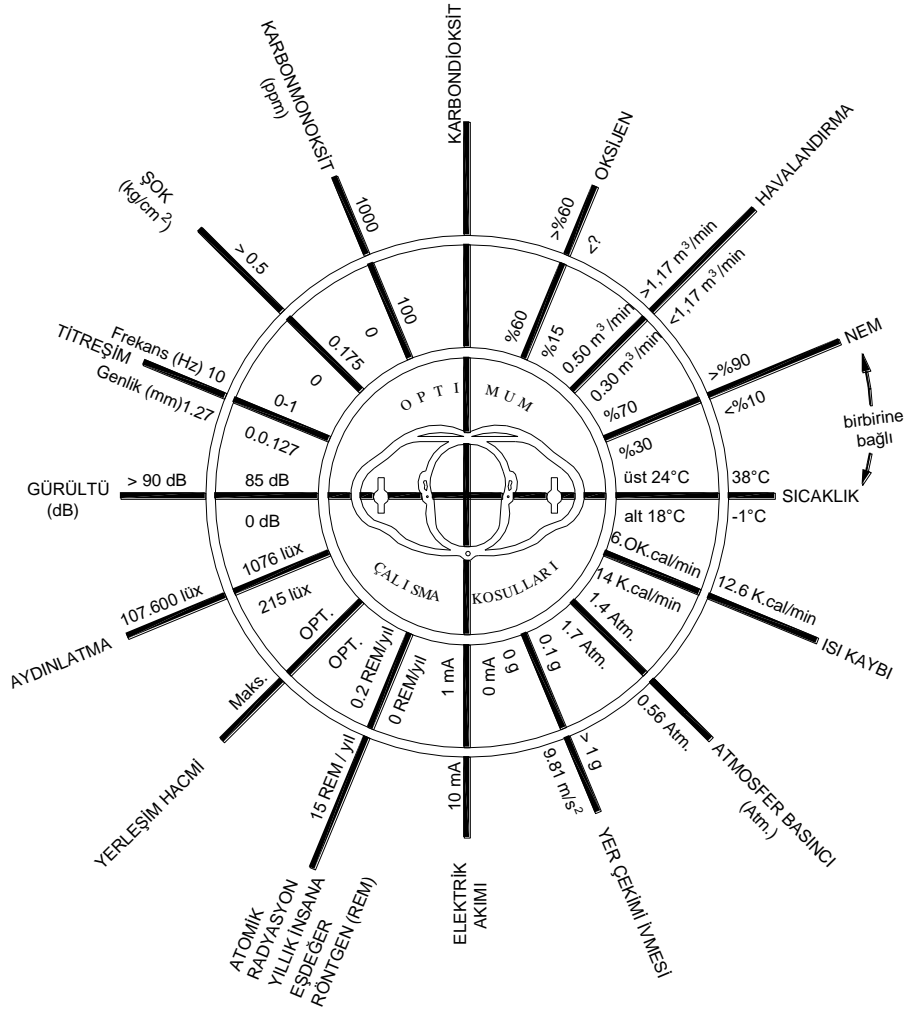 KARBONDİOKSİT
OKSİJEN
>%60
<?
%60
%15
HAVALANDIRMA
>1,17 m³/min
<1,17 m³/min
0.50 m³/min
0.30 m³/min
NEM
>%90
<%10
%70
%30
birbirine
bağlı
SICAKLIK
üst 24°C
38°C
alt 18°C
-1°C
ISI KAYBI
6.OK.cal/min
12.6 K.cal/min
14 K.cal/min
ATMOSFER BASINCI
(Atm.)
1.4 Atm.
1.7 Atm.
0.56 Atm.
YER ÇEKİMİ İVMESİ
0.1 g
0 g
> 1 g
9.81 m/s²
ELEKTRİK
AKIMI
1 mA
0 mA
10 mA
ATOMİK
RADYASYON
YILLIK İNSANA
EŞDEĞER
RÖNTGEN (REM)
0.2 REM/yıl
0 REM/yıl
15 REM / yıl
YERLEŞİM HACMİ
Maks.
OPT.
OPT.
AYDINLATMA
107.600 lüx
1076 lüx
215 lüx
GÜRÜLTÜ
(dB)
> 90 dB
85 dB
0 dB
TİTREŞİM
Frekans (Hz) 10
Genlik (mm)1.27
0-1
0.0.127
ŞOK
(kg/cm²)
> 0.5
0.175
0
KARBONMONOKSİT
(ppm)
1000
100
0
OPTIMUM
ÇALISMA KOSULLARI